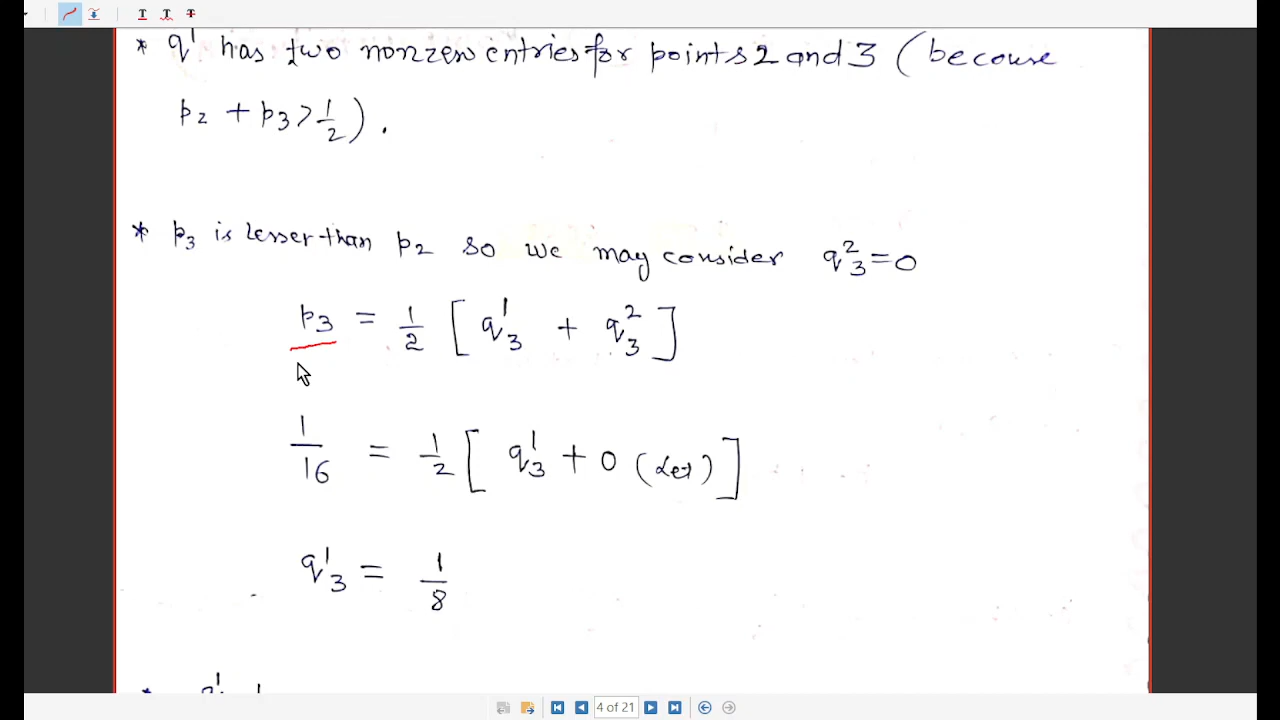 * q¹ has two nonzero entries for points 2 and 3 (because
p₂ + p₃ > 1/2).
* p₃ is lesser than p₂ so we may consider q²₃ = 0
p₃ = 1/2 [ q¹₃ + q²₃ ]
1/16 = 1/2 [ q¹₃ + 0 (Let) ]
q¹₃ = 1/8
4 of 21